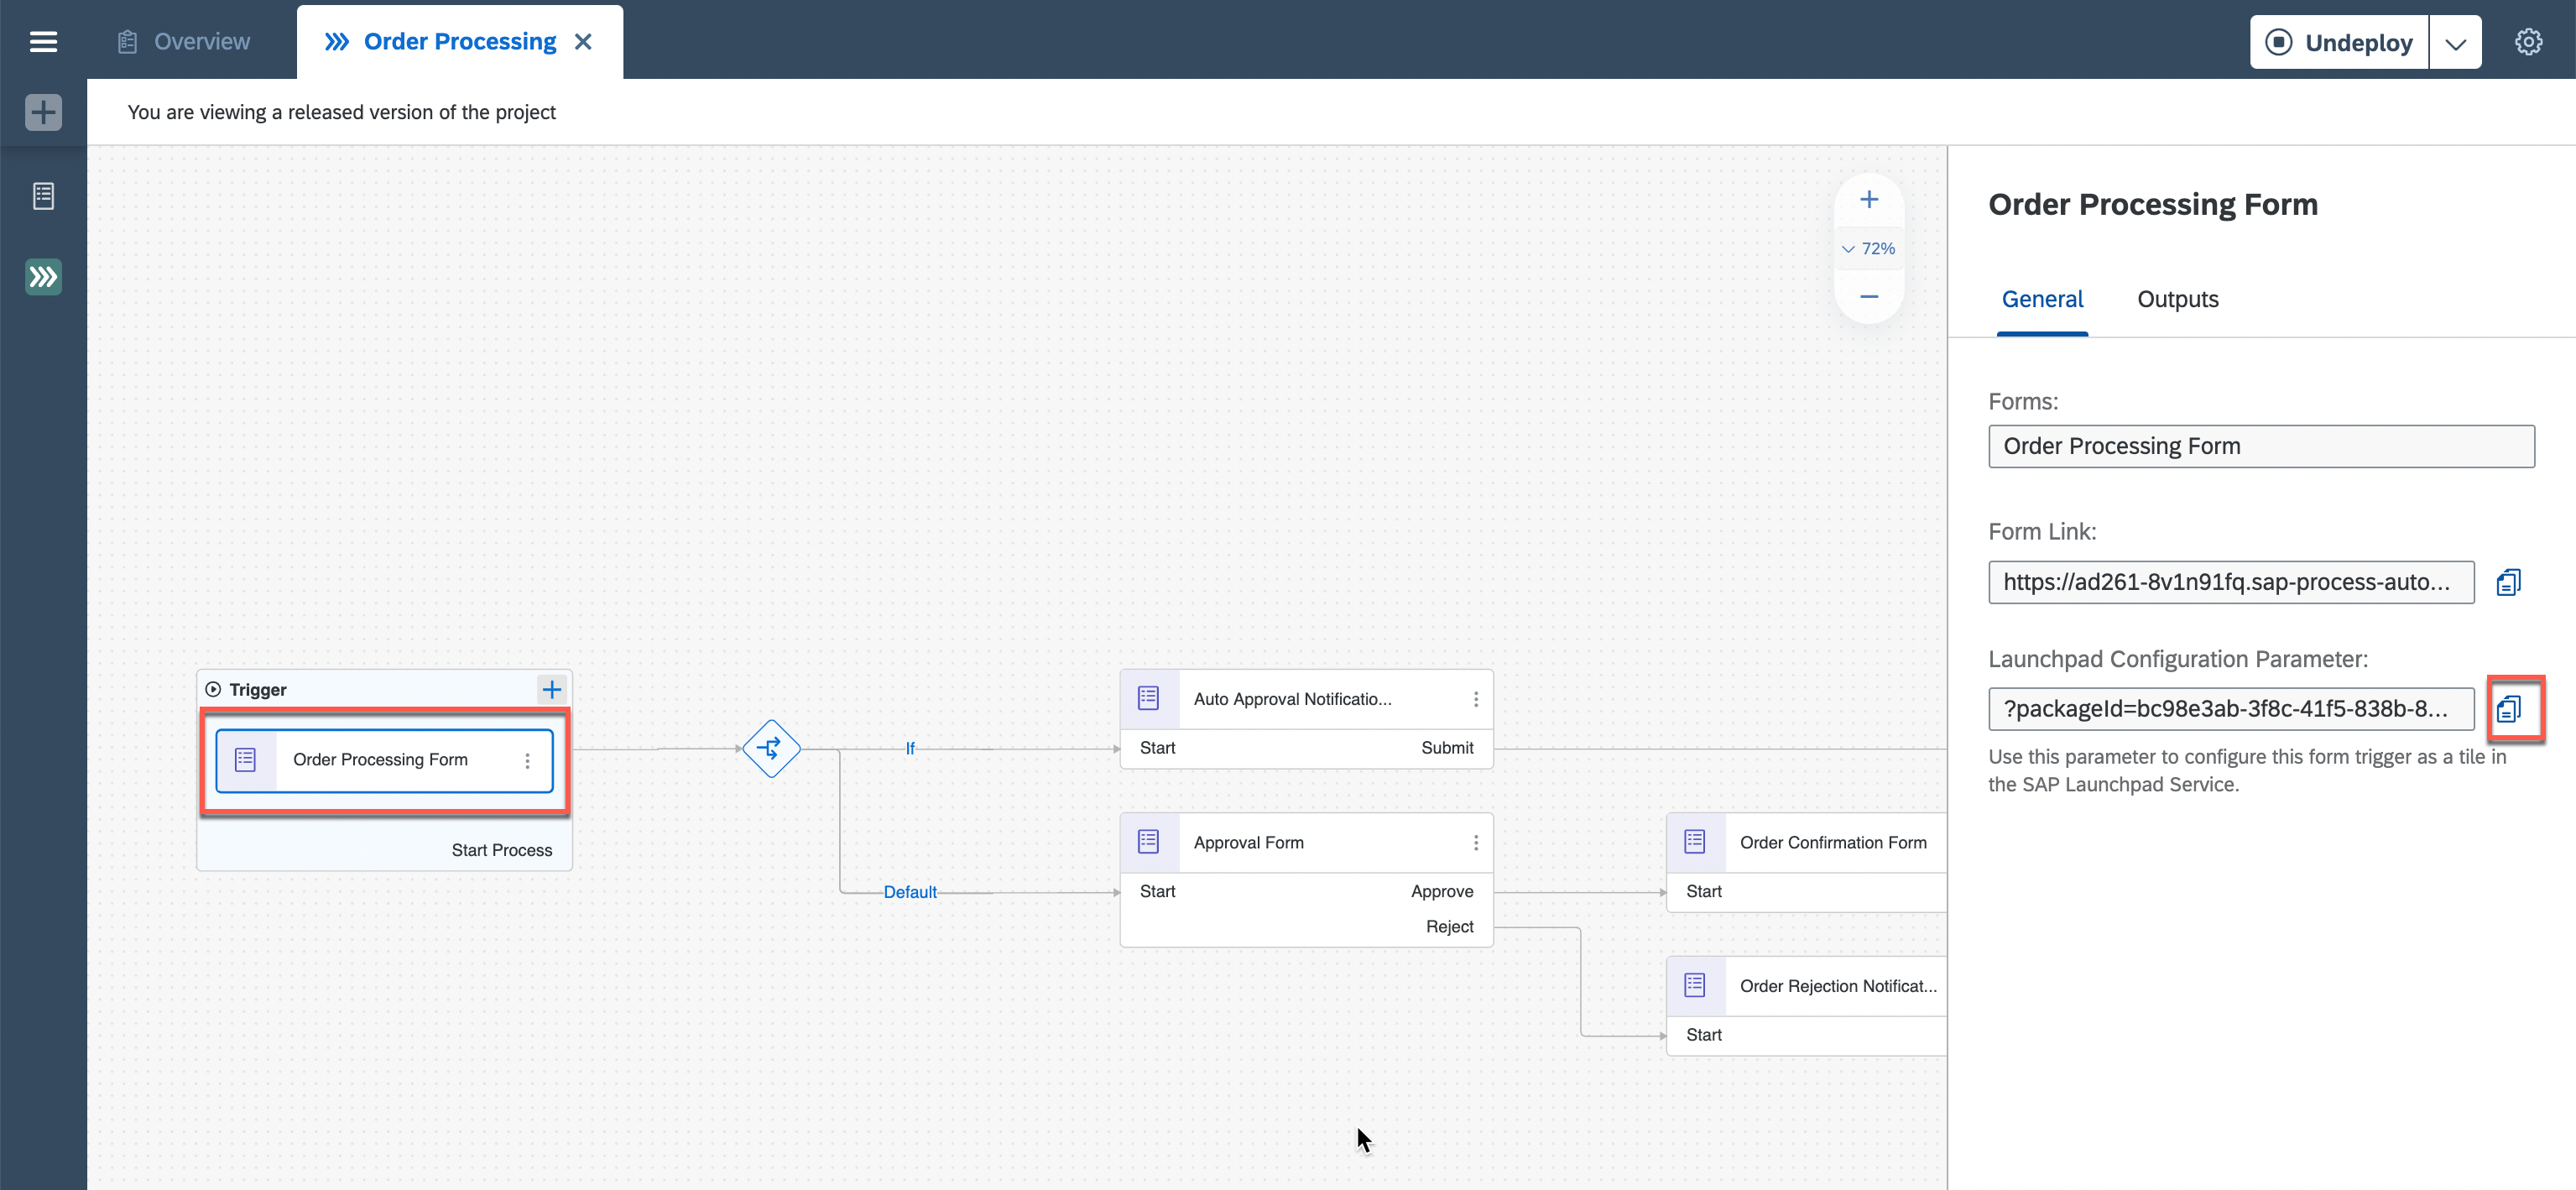 Overview
Order Processing
Undeploy
You are viewing a released version of the project
72%
Trigger
Order Processing Form
Start Process
If
Default
Auto Approval Notificatio...
Start
Submit
Approval Form
Start
Approve
Reject
Order Confirmation Form
Start
Order Rejection Notificat...
Start
Order Processing Form
General
Outputs
Forms:
Order Processing Form
Form Link:
https://ad261-8v1n91fq.sap-process-auto...
Launchpad Configuration Parameter:
?packageId=bc98e3ab-3f8c-41f5-838b-8...
Use this parameter to configure this form trigger as a tile in
the SAP Launchpad Service.